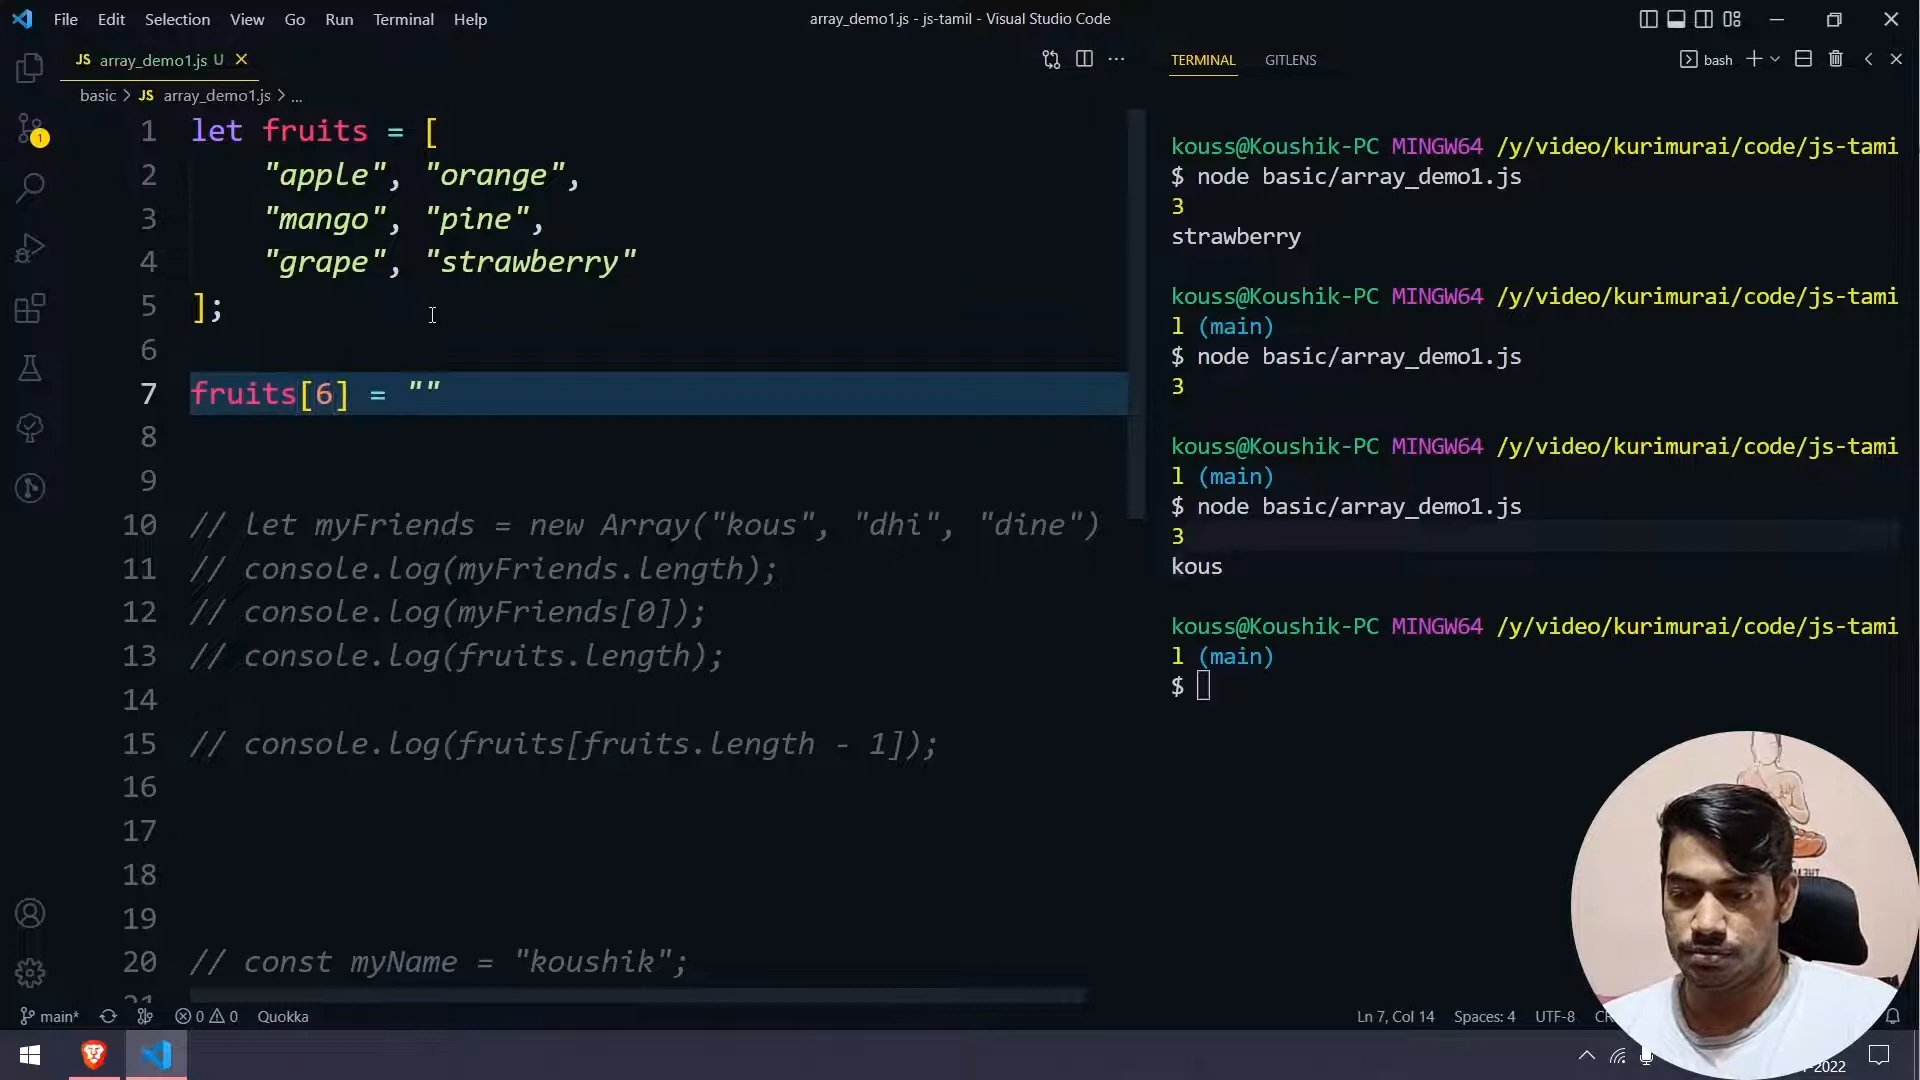 File Edit Selection View Go Run Terminal Help
array_demo1.js - js-tamil - Visual Studio Code
JS array_demo1.js U
basic > JS array_demo1.js > ...
1 let fruits = [
2 "apple", "orange",
3 "mango", "pine",
4 "grape", "strawberry"
5 ];
6
7 fruits[6] = ""
8
9
10 // let myFriends = new Array("kous", "dhi", "dine")
11 // console.log(myFriends.length);
12 // console.log(myFriends[0]);
13 // console.log(fruits.length);
14
15 // console.log(fruits[fruits.length - 1]);
16
17
18
19
20 // const myName = "koushik";
21
TERMINAL GITLENS
bash
kouss@Koushik-PC MINGW64 /y/video/kurimurai/code/js-tami
$ node basic/array_demo1.js
3
strawberry
kouss@Koushik-PC MINGW64 /y/video/kurimurai/code/js-tami
l (main)
$ node basic/array_demo1.js
3
kouss@Koushik-PC MINGW64 /y/video/kurimurai/code/js-tami
l (main)
$ node basic/array_demo1.js
3
kous
kouss@Koushik-PC MINGW64 /y/video/kurimurai/code/js-tami
l (main)
$
1
main* 0 0 Quokka
Ln 7, Col 14 Spaces: 4 UTF-8
-2022